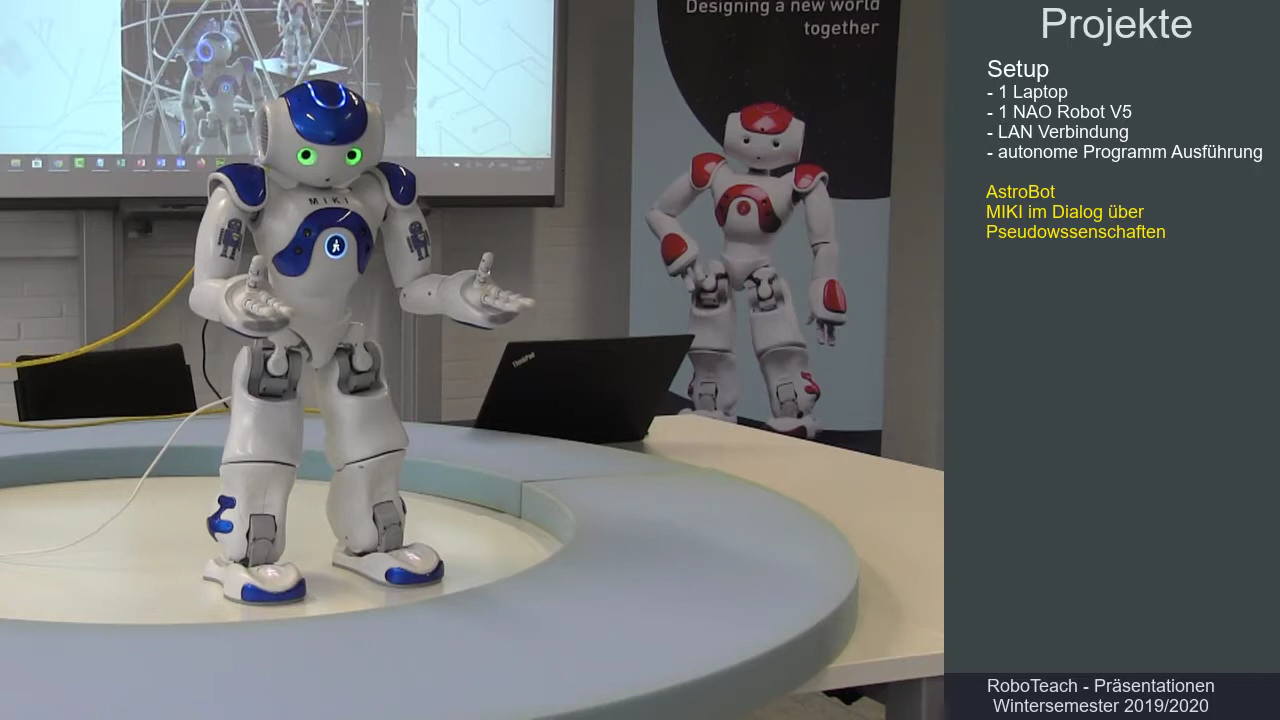 Designing a new world
together
MIKI
ThinkPad
Projekte
Setup
- 1 Laptop
- 1 NAO Robot V5
- LAN Verbindung
- autonome Programm Ausführung
AstroBot
MIKI im Dialog über
Pseudowssenschaften
RoboTeach - Präsentationen
Wintersemester 2019/2020